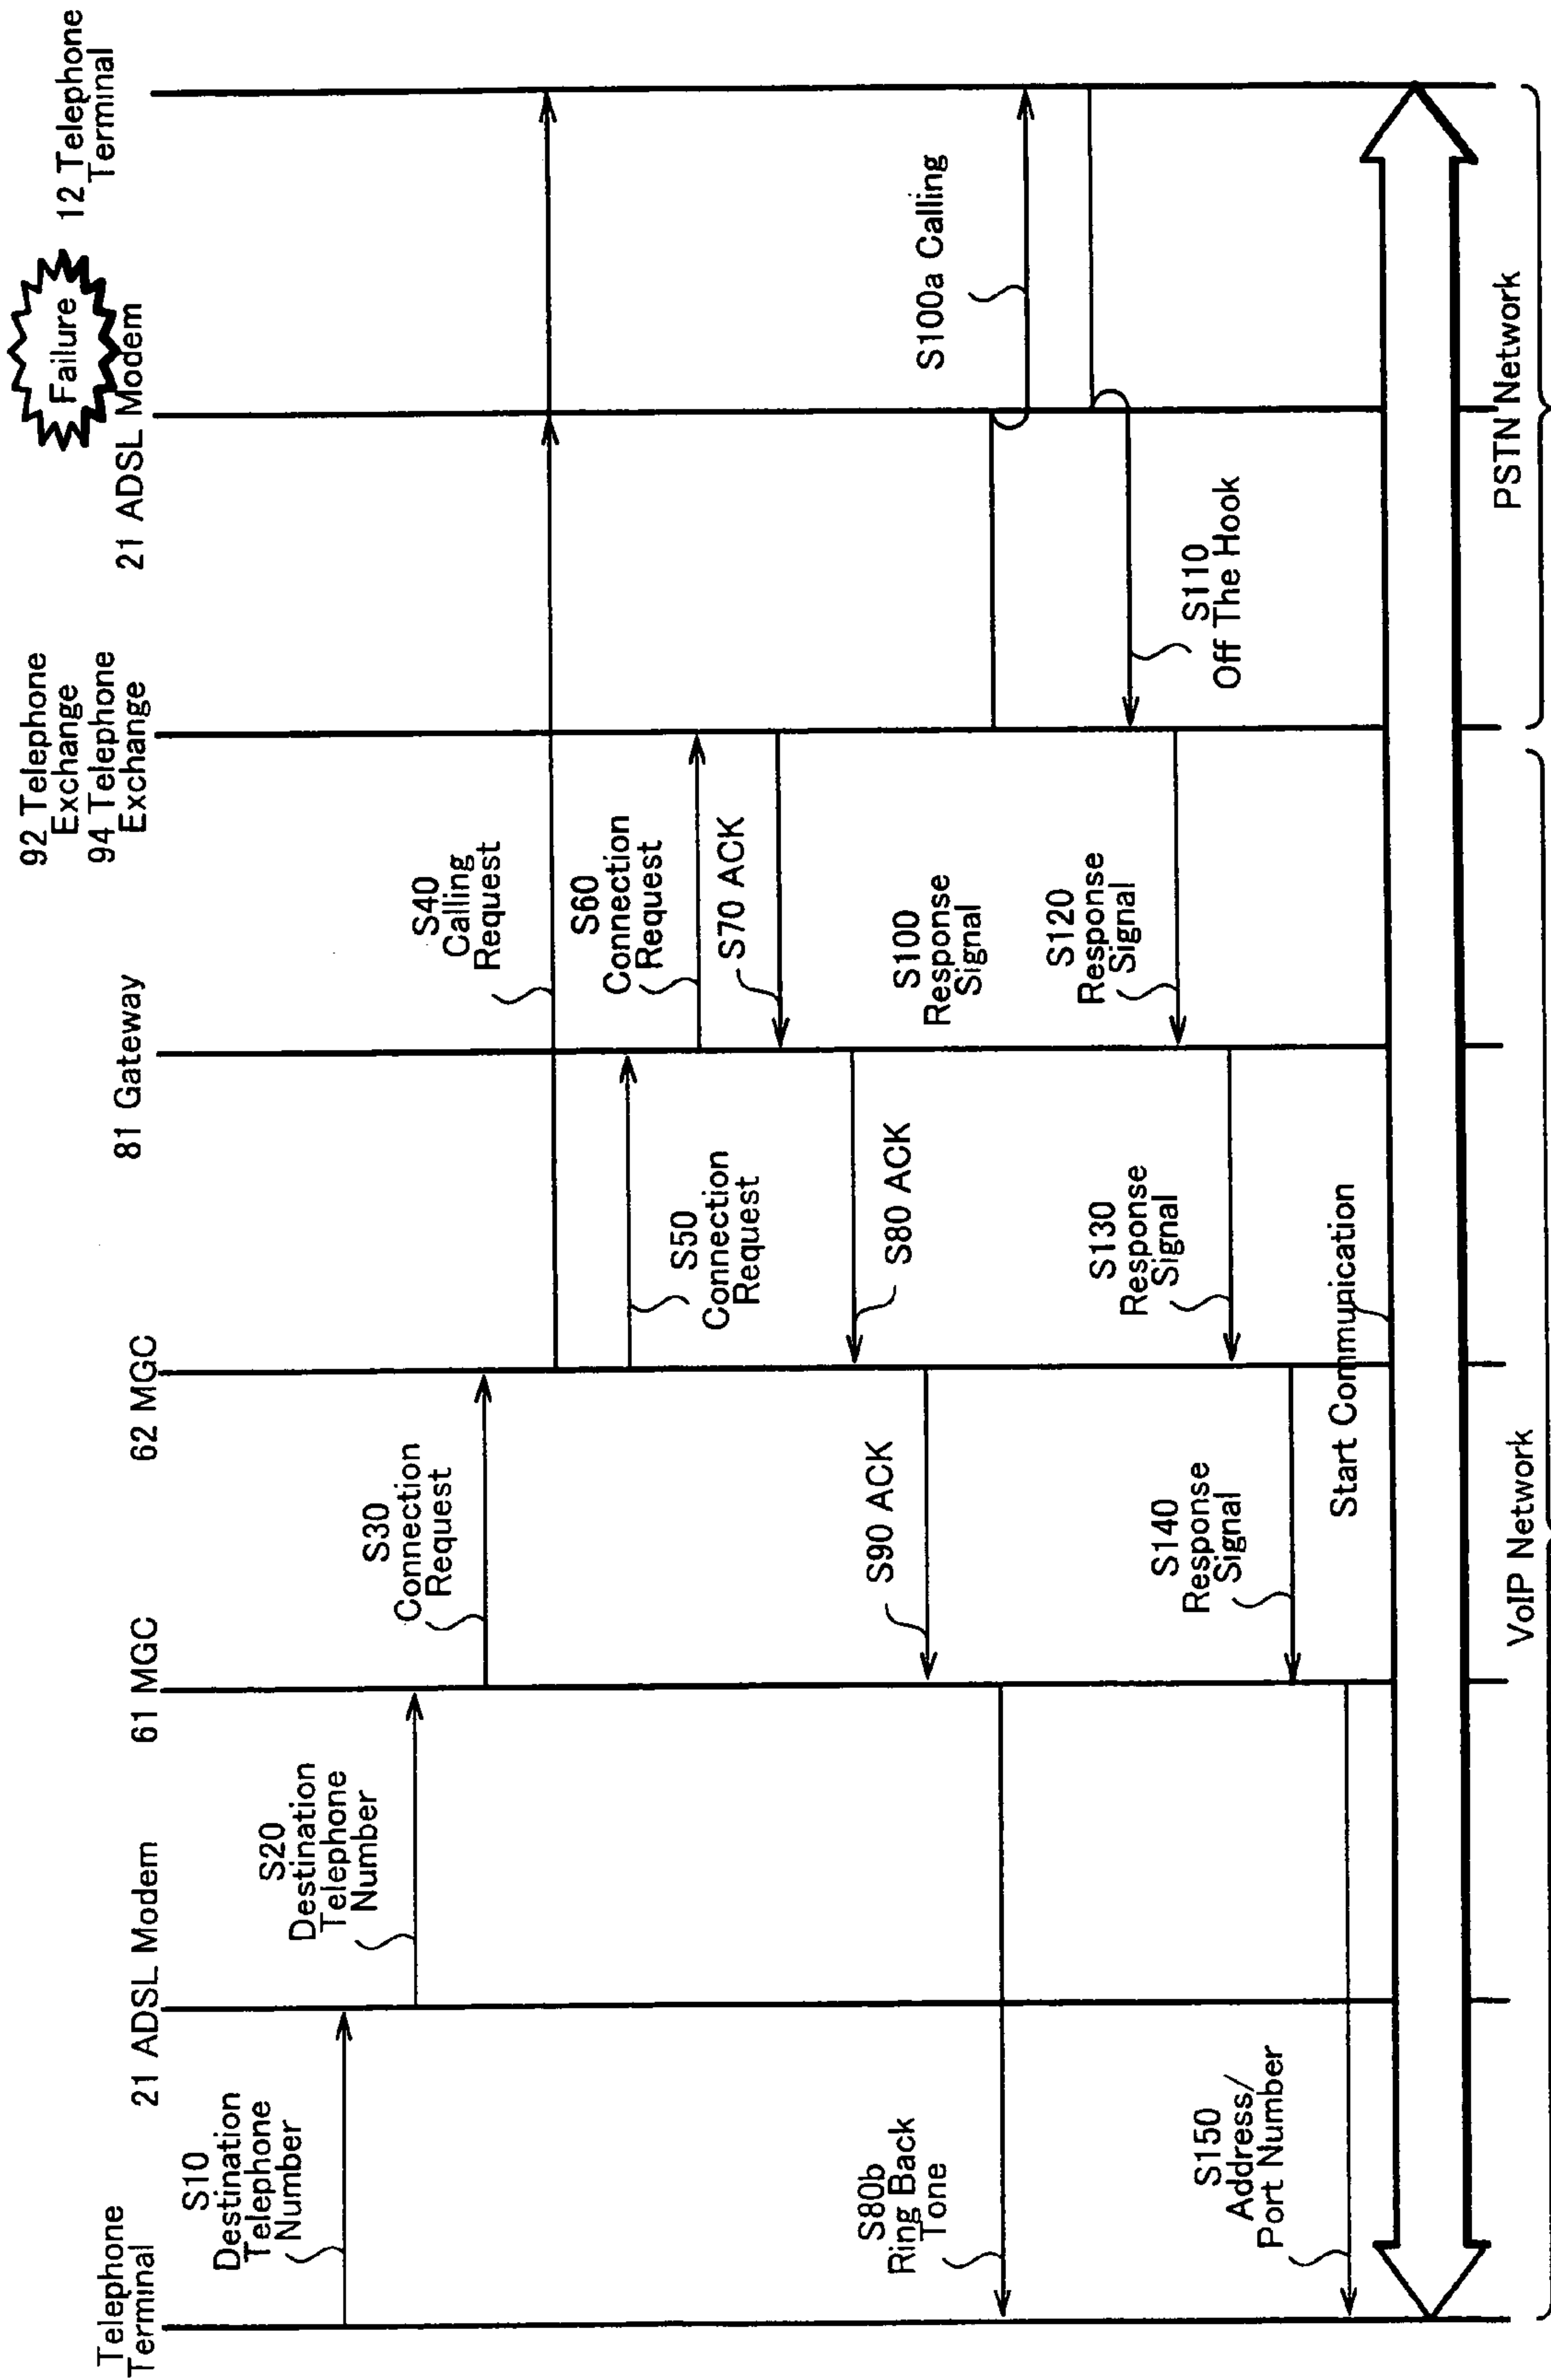 Telephone
Terminal
21 ADSL Modem
61 MGC
62 MGC
81 Gateway
92 Telephone
Exchange
94 Telephone
Exchange
21 ADSL Modem
Failure
12 Telephone
Terminal
S10
Destination
Telephone
Number
S20
Destination
Telephone
Number
S30
Connection
Request
S40
Calling
Request
S50
Connection
Request
S60
Connection
Request
S70 ACK
S80 ACK
S90 ACK
S80b
Ring Back
Tone
S100
Response
Signal
S100a Calling
S110
Off The Hook
S120
Response
Signal
S130
Response
Signal
S140
Response
Signal
S150
Address/
Port Number
Start Communication
VoIP Network
PSTN Network